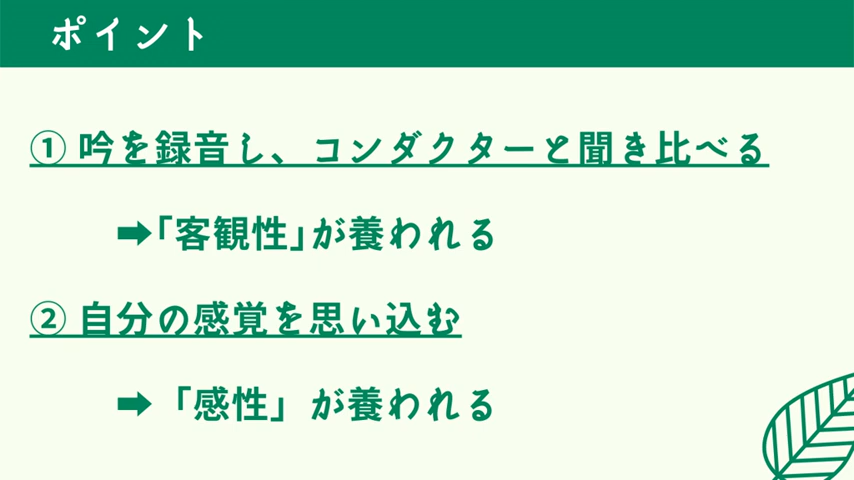 ポイント
① 吟を録音し、コンダクターと聞き比べる
➡「客観性」が養われる
② 自分の感覚を思い込む
➡「感性」が養われる